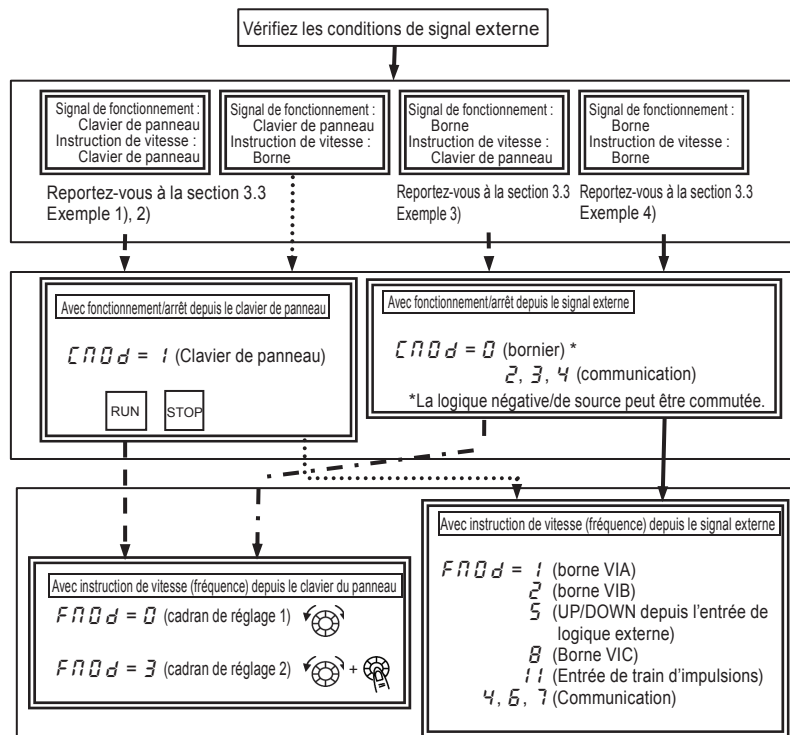 Vérifiez les conditions de signal externe
Signal de fonctionnement :
Clavier de panneau
Instruction de vitesse :
Clavier de panneau
Signal de fonctionnement :
Clavier de panneau
Instruction de vitesse :
Borne
Signal de fonctionnement :
Borne
Instruction de vitesse :
Clavier de panneau
Signal de fonctionnement :
Borne
Instruction de vitesse :
Borne
Reportez-vous à la section 3.3
Exemple 1), 2)
Reportez-vous à la section 3.3
Exemple 3)
Reportez-vous à la section 3.3
Exemple 4)
Avec fonctionnement/arrêt depuis le clavier de panneau
CMOd = 1 (Clavier de panneau)
RUN STOP
Avec fonctionnement/arrêt depuis le signal externe
CMOd = 0 (bornier) *
2, 3, 4 (communication)
*La logique négative/de source peut être commutée.
Avec instruction de vitesse (fréquence) depuis le clavier du panneau
FMOd = 0 (cadran de réglage 1)
FMOd = 3 (cadran de réglage 2) +
Avec instruction de vitesse (fréquence) depuis le signal externe
FMOd = 1 (borne VIA)
2 (borne VIB)
5 (UP/DOWN depuis l'entrée de
logique externe)
8 (Borne VIC)
11 (Entrée de train d'impulsions)
4, 6, 7 (Communication)